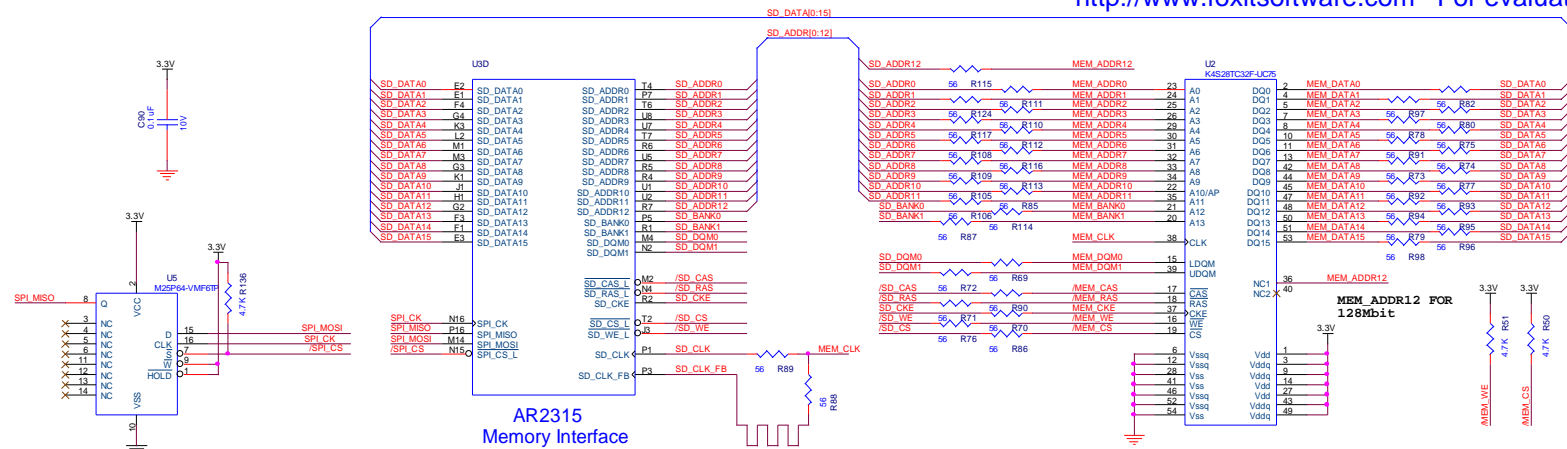 http://www.foxitsoftware.com For evaluat
SD_DATA[0:15]
SD_ADDR[0:12]
3.3V
C90
0.1 uF
10V
3.3V
3.3V
U5
M25P64-VMF6TP
4.7K R136
SPI_MISO 8 Q
2 VCC
3 NC
4 NC
5 NC
6 NC
11 NC
12 NC
13 NC
14 NC
D 15 SPI_MOSI
CLK 16 SPI_CK
S 7 /SPI_CS
W 9
HOLD 1
VSS 10
U3D
SD_DATA0 E2 SD_DATA0
SD_DATA1 E1 SD_DATA1
SD_DATA2 F4 SD_DATA2
SD_DATA3 G4 SD_DATA3
SD_DATA4 K3 SD_DATA4
SD_DATA5 L2 SD_DATA5
SD_DATA6 M1 SD_DATA6
SD_DATA7 M3 SD_DATA7
SD_DATA8 G3 SD_DATA8
SD_DATA9 K1 SD_DATA9
SD_DATA10 J1 SD_DATA10
SD_DATA11 H1 SD_DATA11
SD_DATA12 G2 SD_DATA12
SD_DATA13 F3 SD_DATA13
SD_DATA14 F1 SD_DATA14
SD_DATA15 E3 SD_DATA15
SD_ADDR0 T4 SD_ADDR0
SD_ADDR1 P7 SD_ADDR1
SD_ADDR2 T6 SD_ADDR2
SD_ADDR3 U8 SD_ADDR3
SD_ADDR4 U7 SD_ADDR4
SD_ADDR5 T7 SD_ADDR5
SD_ADDR6 R6 SD_ADDR6
SD_ADDR7 U5 SD_ADDR7
SD_ADDR8 R5 SD_ADDR8
SD_ADDR9 R4 SD_ADDR9
SD_ADDR10 U1 SD_ADDR10
SD_ADDR11 U2 SD_ADDR11
SD_ADDR12 R7 SD_ADDR12
SD_BANK0 P5 SD_BANK0
SD_BANK1 R1 SD_BANK1
SD_DQM0 M4 SD_DQM0
SD_DQM1 N2 SD_DQM1
SD_CAS_L M2 /SD_CAS
SD_RAS_L N4 /SD_RAS
SD_CKE R2 SD_CKE
SD_CS_L T2 /SD_CS
SD_WE_L J3 /SD_WE
SD_CLK P1 SD_CLK
SD_CLK_FB P3 SD_CLK_FB
SPI_CK N16 SPI_CK
SPI_MISO P16 SPI_MISO
SPI_MOSI M14 SPI_MOSI
/SPI_CS N15 SPI_CS_L
AR2315
Memory Interface
56 R89
MEM_CLK
56 R88
U2
K4S28TC32F-UC75
SD_ADDR12 56 R115 MEM_ADDR12
SD_ADDR0 MEM_ADDR0 23 A0
SD_ADDR1 56 R111 MEM_ADDR1 24 A1
SD_ADDR2 56 R124 MEM_ADDR2 25 A2
SD_ADDR3 56 R110 MEM_ADDR3 26 A3
SD_ADDR4 56 R117 MEM_ADDR4 29 A4
SD_ADDR5 56 R112 MEM_ADDR5 30 A5
SD_ADDR6 56 R108 MEM_ADDR6 31 A6
SD_ADDR7 56 R116 MEM_ADDR7 32 A7
SD_ADDR8 56 R109 MEM_ADDR8 33 A8
SD_ADDR9 56 R113 MEM_ADDR9 34 A9
SD_ADDR10 56 R105 MEM_ADDR10 22 A10/AP
SD_ADDR11 56 R85 MEM_ADDR11 35 A11
SD_BANK0 56 R106 MEM_BANK0 21 A12
SD_BANK1 56 R114 MEM_BANK1 20 A13
56 R87
MEM_CLK 38 CLK
SD_DQM0 MEM_DQM0 15 LDQM
SD_DQM1 56 R69 MEM_DQM1 39 UDQM
56 R72
/SD_CAS /MEM_CAS 17 CAS
/SD_RAS /MEM_RAS 18 RAS
SD_CKE 56 R90 MEM_CKE 37 CKE
/SD_WE 56 R71 /MEM_WE 16 WE
/SD_CS 56 R70 /MEM_CS 19 CS
56 R76
56 R86
6 Vssq
12 Vssq
28 Vss
41 Vss
46 Vssq
52 Vssq
54 Vss
DQ0 2 MEM_DATA0 SD_DATA0
DQ1 4 MEM_DATA1 56 R82 SD_DATA1
DQ2 5 MEM_DATA2 56 R97 SD_DATA2
DQ3 7 MEM_DATA3 56 R80 SD_DATA3
DQ4 8 MEM_DATA4 56 R78 SD_DATA4
DQ5 10 MEM_DATA5 56 R75 SD_DATA5
DQ6 11 MEM_DATA6 56 R91 SD_DATA6
DQ7 13 MEM_DATA7 56 R74 SD_DATA7
DQ8 42 MEM_DATA8 56 R73 SD_DATA8
DQ9 44 MEM_DATA9 56 R77 SD_DATA9
DQ10 45 MEM_DATA10 56 R92 SD_DATA10
DQ11 47 MEM_DATA11 56 R93 SD_DATA11
DQ12 48 MEM_DATA12 56 R94 SD_DATA12
DQ13 50 MEM_DATA13 56 R95 SD_DATA13
DQ14 51 MEM_DATA14 56 R79 SD_DATA14
DQ15 53 MEM_DATA15 56 R96 SD_DATA15
56 R98
NC1 36 MEM_ADDR12
NC2 40
MEM_ADDR12 FOR
128Mbit
3.3V
Vdd 1
Vddq 3
Vddq 9
Vdd 14
Vdd 27
Vddq 43
Vddq 49
3.3V
4.7K R51
/MEM_WE
3.3V
4.7K R50
/MEM_CS